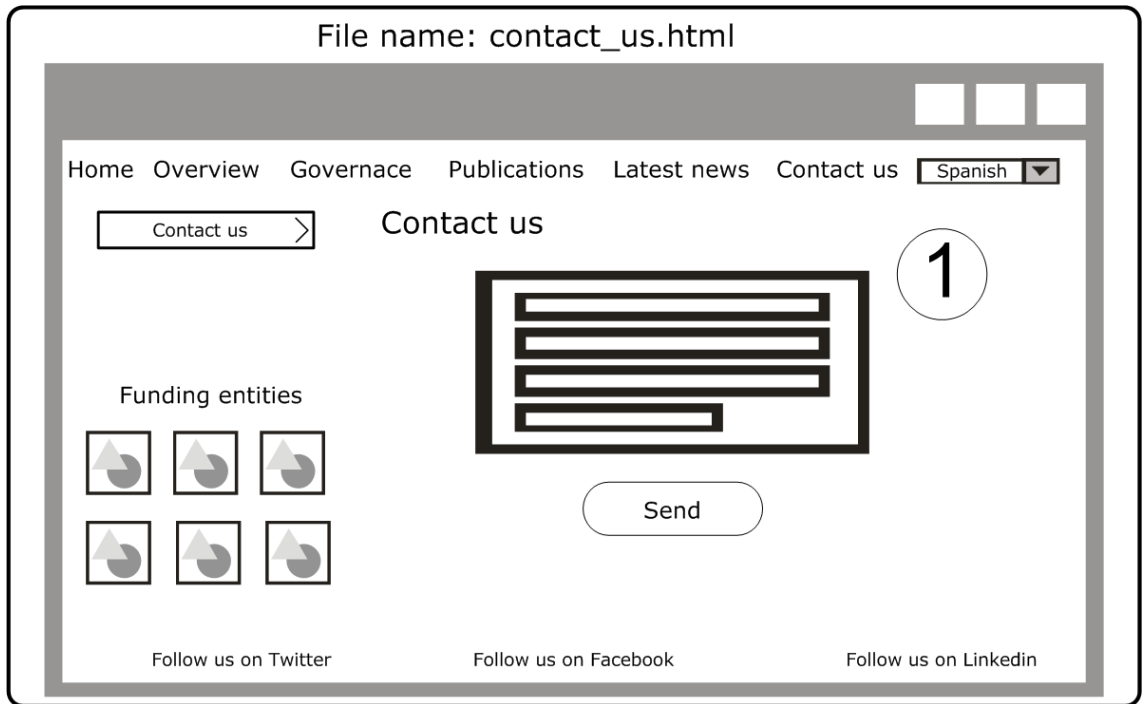 File name: contact_us.html
Home Overview Governace Publications Latest news Contact us Spanish
Contact us
Contact us
1
Funding entities
Send
Follow us on Twitter Follow us on Facebook Follow us on Linkedin